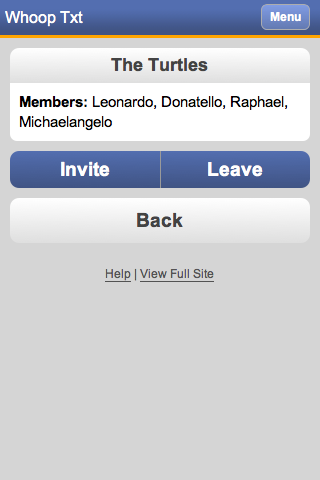 Whoop Txt
Menu
The Turtles
Members: Leonardo, Donatello, Raphael,
Michaelangelo
Invite
Leave
Back
Help | View Full Site